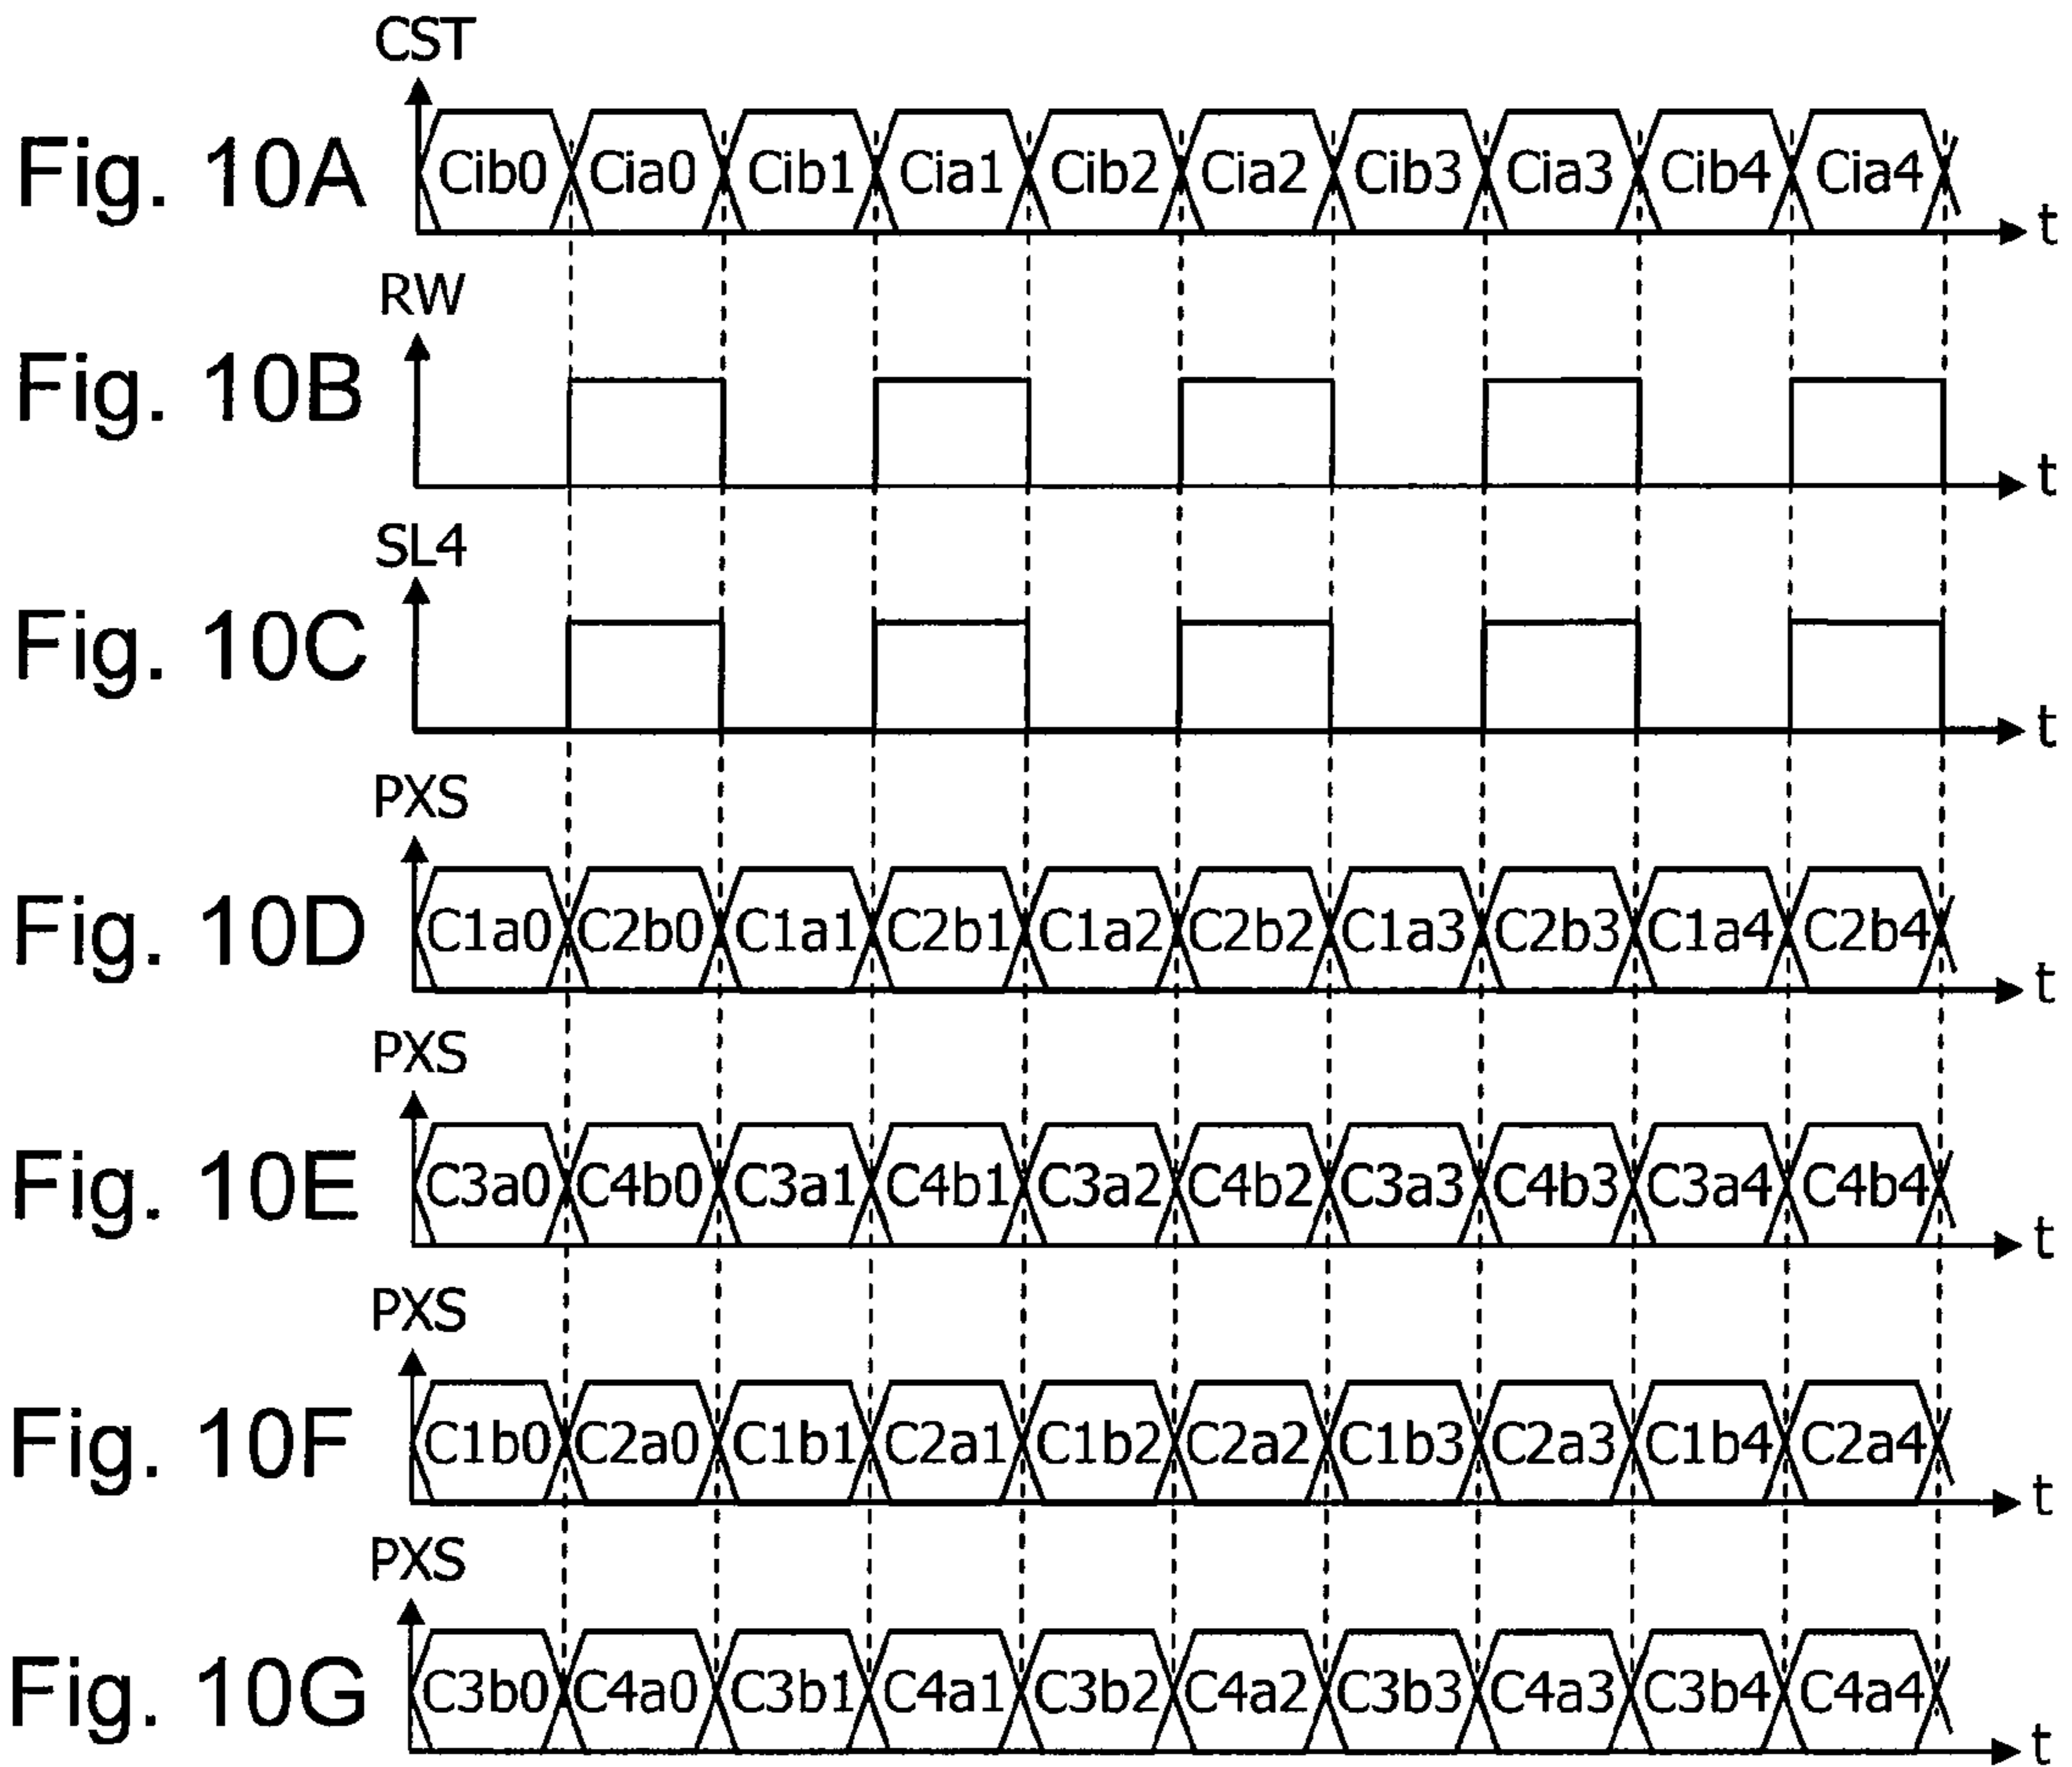 CST
Fig. 10A Cib0 Cia0 Cib1 Cia1 Cib2 Cia2 Cib3 Cia3 Cib4 Cia4 t
RW
Fig. 10B t
SL4
Fig. 10C t
PXS
Fig. 10D C1a0 C2b0 C1a1 C2b1 C1a2 C2b2 C1a3 C2b3 C1a4 C2b4 t
PXS
Fig. 10E C3a0 C4b0 C3a1 C4b1 C3a2 C4b2 C3a3 C4b3 C3a4 C4b4 t
PXS
Fig. 10F C1b0 C2a0 C1b1 C2a1 C1b2 C2a2 C1b3 C2a3 C1b4 C2a4 t
PXS
Fig. 10G C3b0 C4a0 C3b1 C4a1 C3b2 C4a2 C3b3 C4a3 C3b4 C4a4 t